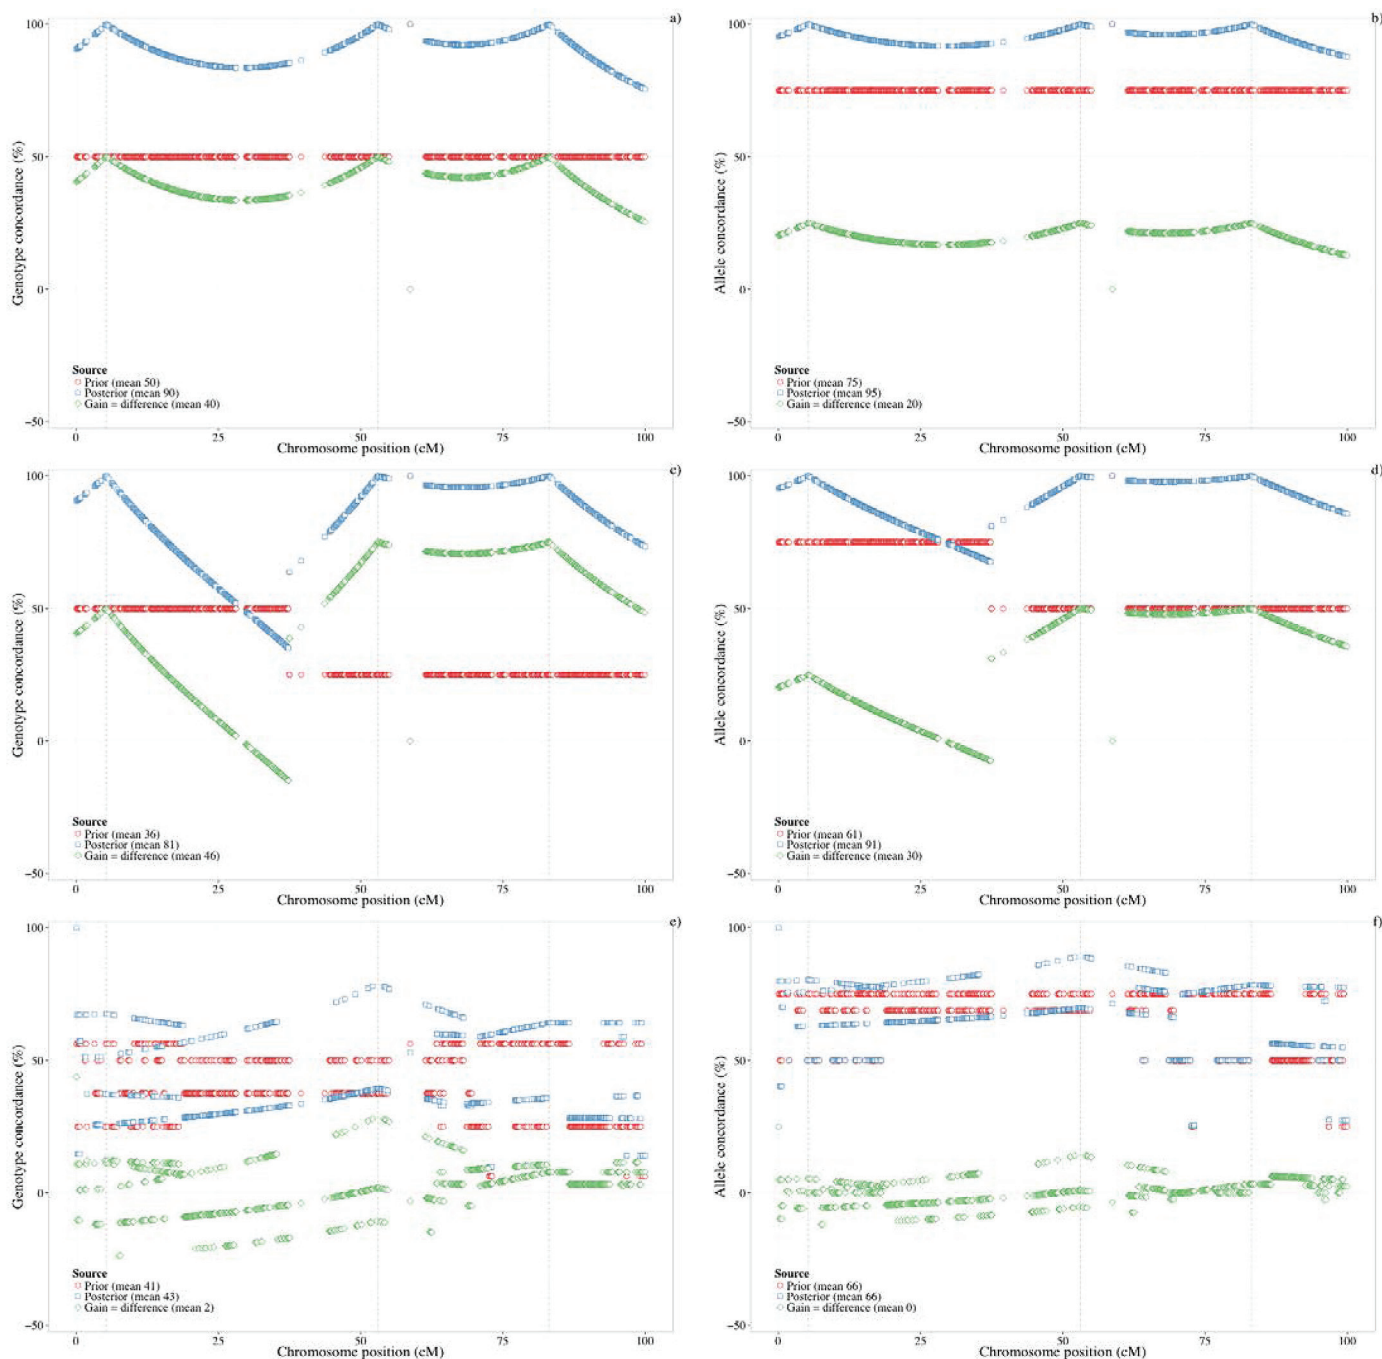 a)
100
50
0
−50
Genotype concordance (%)
Source
Prior (mean 50)
Posterior (mean 90)
Gain = difference (mean 40)
0 25 50 75 100
Chromosome position (cM)
b)
100
50
0
−50
Allele concordance (%)
Source
Prior (mean 75)
Posterior (mean 95)
Gain = difference (mean 20)
0 25 50 75 100
Chromosome position (cM)
c)
100
50
0
−50
Genotype concordance (%)
Source
Prior (mean 36)
Posterior (mean 81)
Gain = difference (mean 46)
0 25 50 75 100
Chromosome position (cM)
d)
100
50
0
−50
Allele concordance (%)
Source
Prior (mean 61)
Posterior (mean 91)
Gain = difference (mean 30)
0 25 50 75 100
Chromosome position (cM)
e)
100
50
0
−50
Genotype concordance (%)
Source
Prior (mean 41)
Posterior (mean 43)
Gain = difference (mean 2)
0 25 50 75 100
Chromosome position (cM)
f)
100
50
0
−50
Allele concordance (%)
Source
Prior (mean 66)
Posterior (mean 66)
Gain = difference (mean 0)
0 25 50 75 100
Chromosome position (cM)